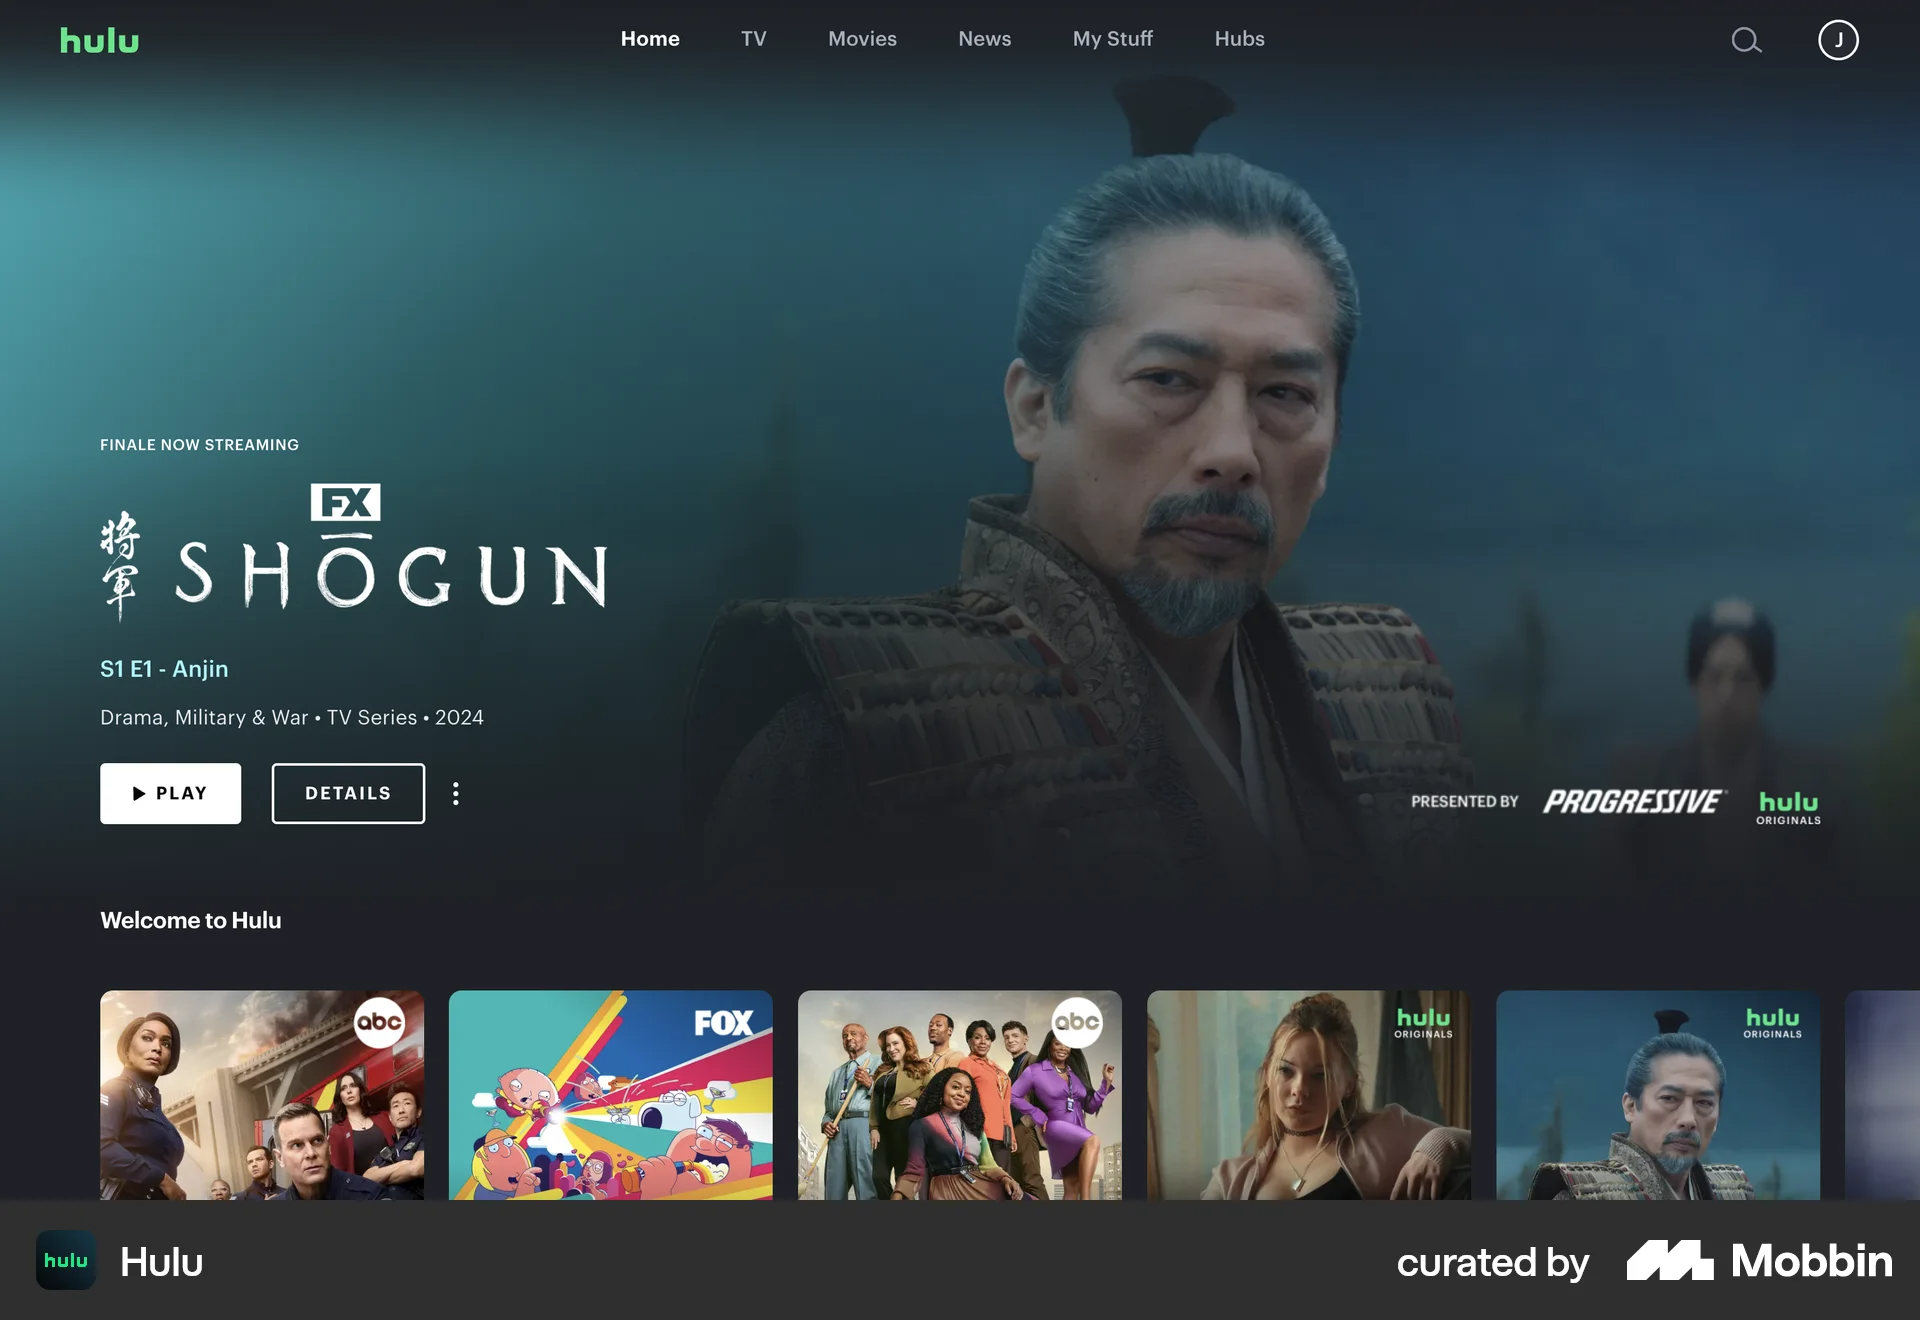 hulu
Home
TV
Movies
News
My Stuff
Hubs
J
FINALE NOW STREAMING
FX
将軍
SHŌGUN
S1 E1 - Anjin
Drama, Military & War • TV Series • 2024
PLAY
DETAILS
PRESENTED BY
PROGRESSIVE
hulu
ORIGINALS
Welcome to Hulu
abc
FOX
abc
hulu
ORIGINALS
hulu
ORIGINALS
hulu
Hulu
curated by
Mobbin